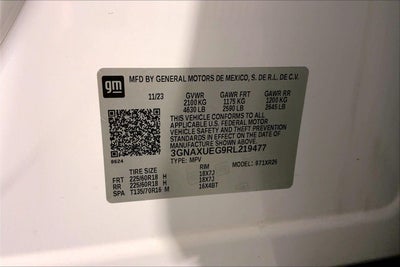 gm
MFD BY GENERAL MOTORS DE MEXICO, S. DE R.L. DE C.V.
11/23 GVWR GAWR FRT GAWR RR
2100 KG 1175 KG 1200 KG
4630 LB 2590 LB 2645 LB
THIS VEHICLE CONFORMS TO ALL
APPLICABLE U.S. FEDERAL MOTOR
VEHICLE SAFETY AND THEFT PREVENTION
STANDARDS IN EFFECT ON THE DATE OF
MANUFACTURE SHOWN ABOVE
3GNAXUEG9RL219477
TYPE: MPV
TIRE SIZE RIM
FRT 225/60R18 H 18X7J
RR 225/60R18 H 18X7J
SPA T135/70R16 M 16X4BT